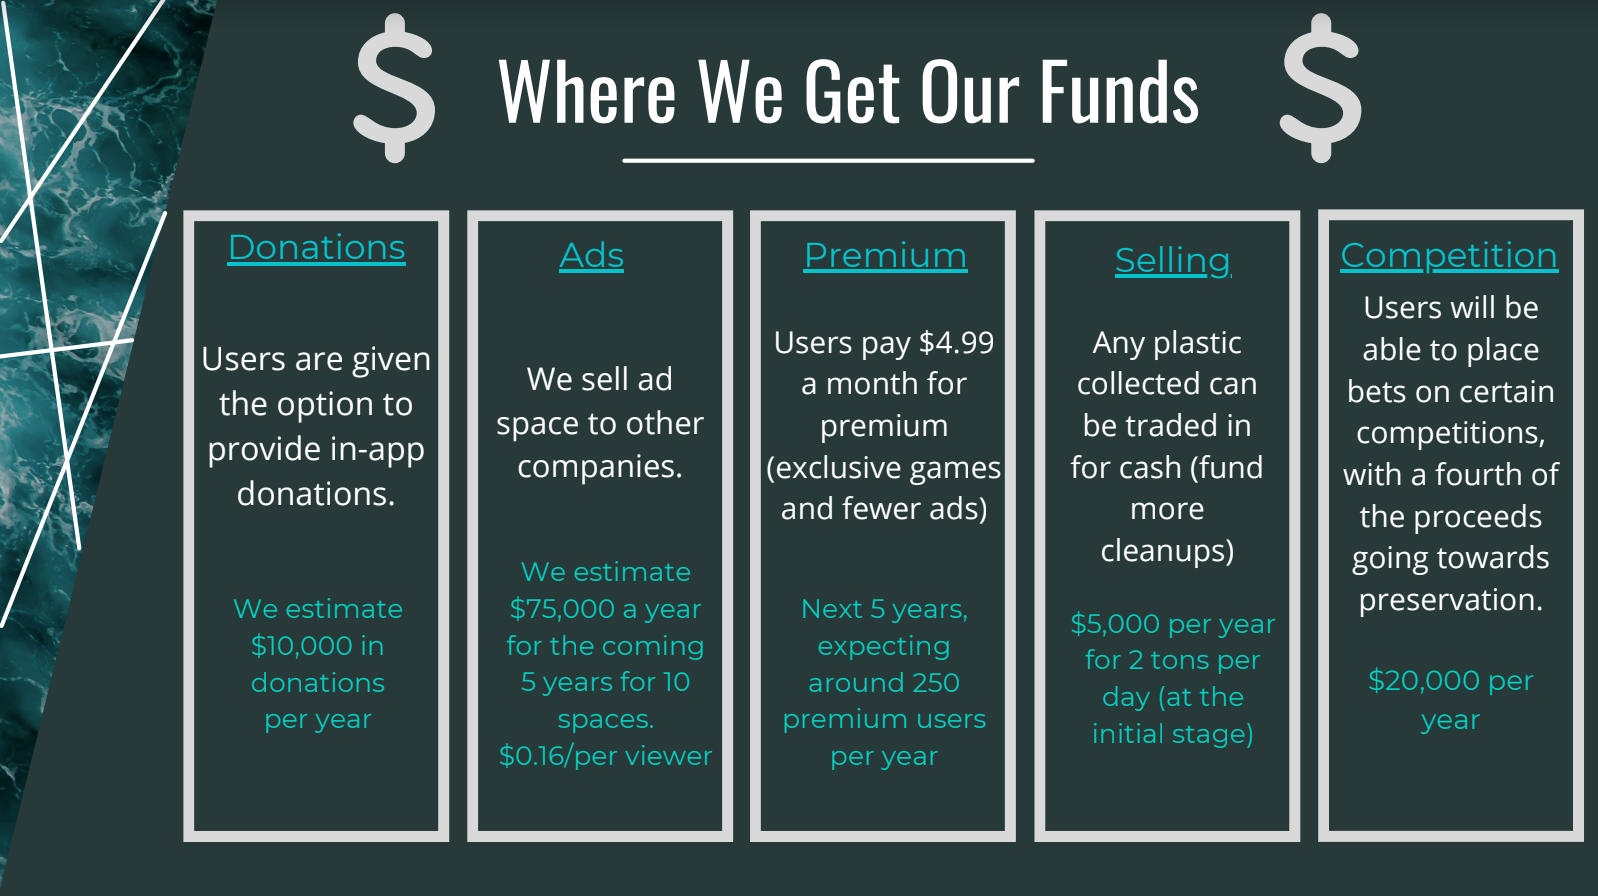 $ Where We Get Our Funds $
Donations
Users are given
the option to
provide in-app
donations.
We estimate
$10,000 in
donations
per year
Ads
We sell ad
space to other
companies.
We estimate
$75,000 a year
for the coming
5 years for 10
spaces.
$0.16/per viewer
Premium
Users pay $4.99
a month for
premium
(exclusive games
and fewer ads)
Next 5 years,
expecting
around 250
premium users
per year
Selling
Any plastic
collected can
be traded in
for cash (fund
more
cleanups)
$5,000 per year
for 2 tons per
day (at the
initial stage)
Competition
Users will be
able to place
bets on certain
competitions,
with a fourth of
the proceeds
going towards
preservation.
$20,000 per
year